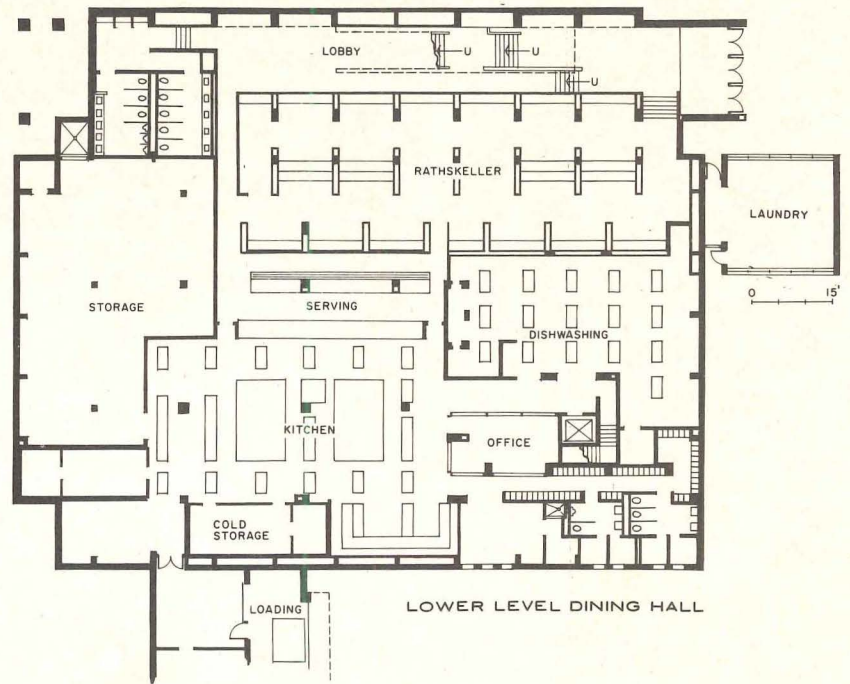 LOBBY
U
U
U
RATHSKELLER
LAUNDRY
STORAGE
SERVING
0 15'
DISHWASHING
KITCHEN
OFFICE
COLD
STORAGE
LOADING
LOWER LEVEL DINING HALL